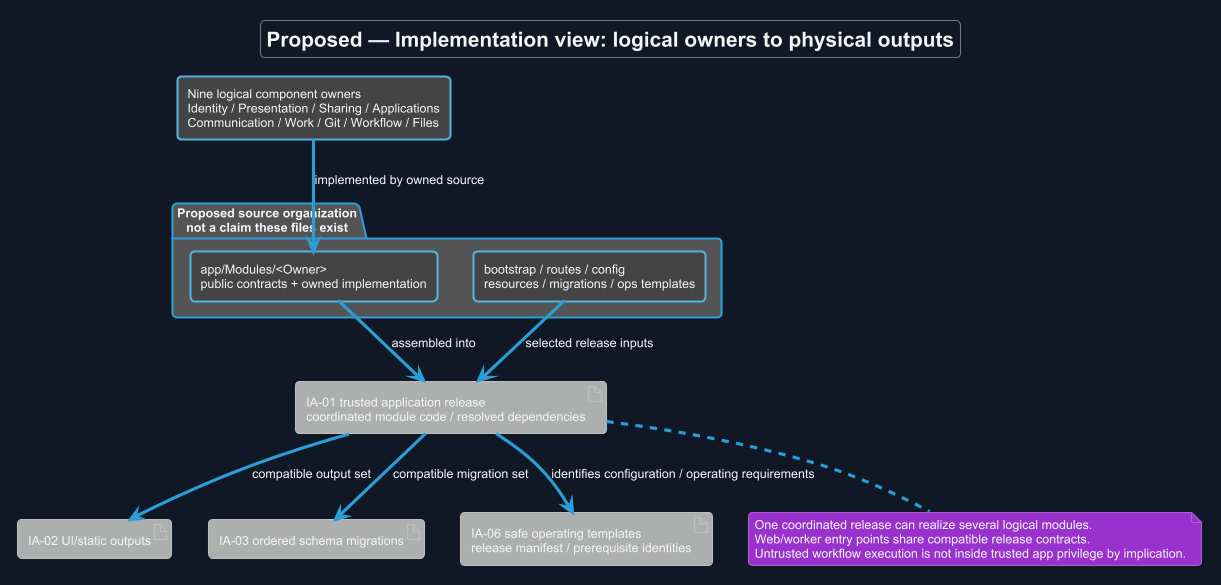 Proposed — Implementation view: logical owners to physical outputs
Nine logical component owners
Identity / Presentation / Sharing / Applications
Communication / Work / Git / Workflow / Files
implemented by owned source
Proposed source organization
not a claim these files exist
app/Modules/<Owner>
public contracts + owned implementation
bootstrap / routes / config
resources / migrations / ops templates
assembled into
selected release inputs
IA-01 trusted application release
coordinated module code / resolved dependencies
compatible output set
compatible migration set
identifies configuration / operating requirements
IA-02 UI/static outputs
IA-03 ordered schema migrations
IA-06 safe operating templates
release manifest / prerequisite identities
One coordinated release can realize several logical modules.
Web/worker entry points share compatible release contracts.
Untrusted workflow execution is not inside trusted app privilege by implication.